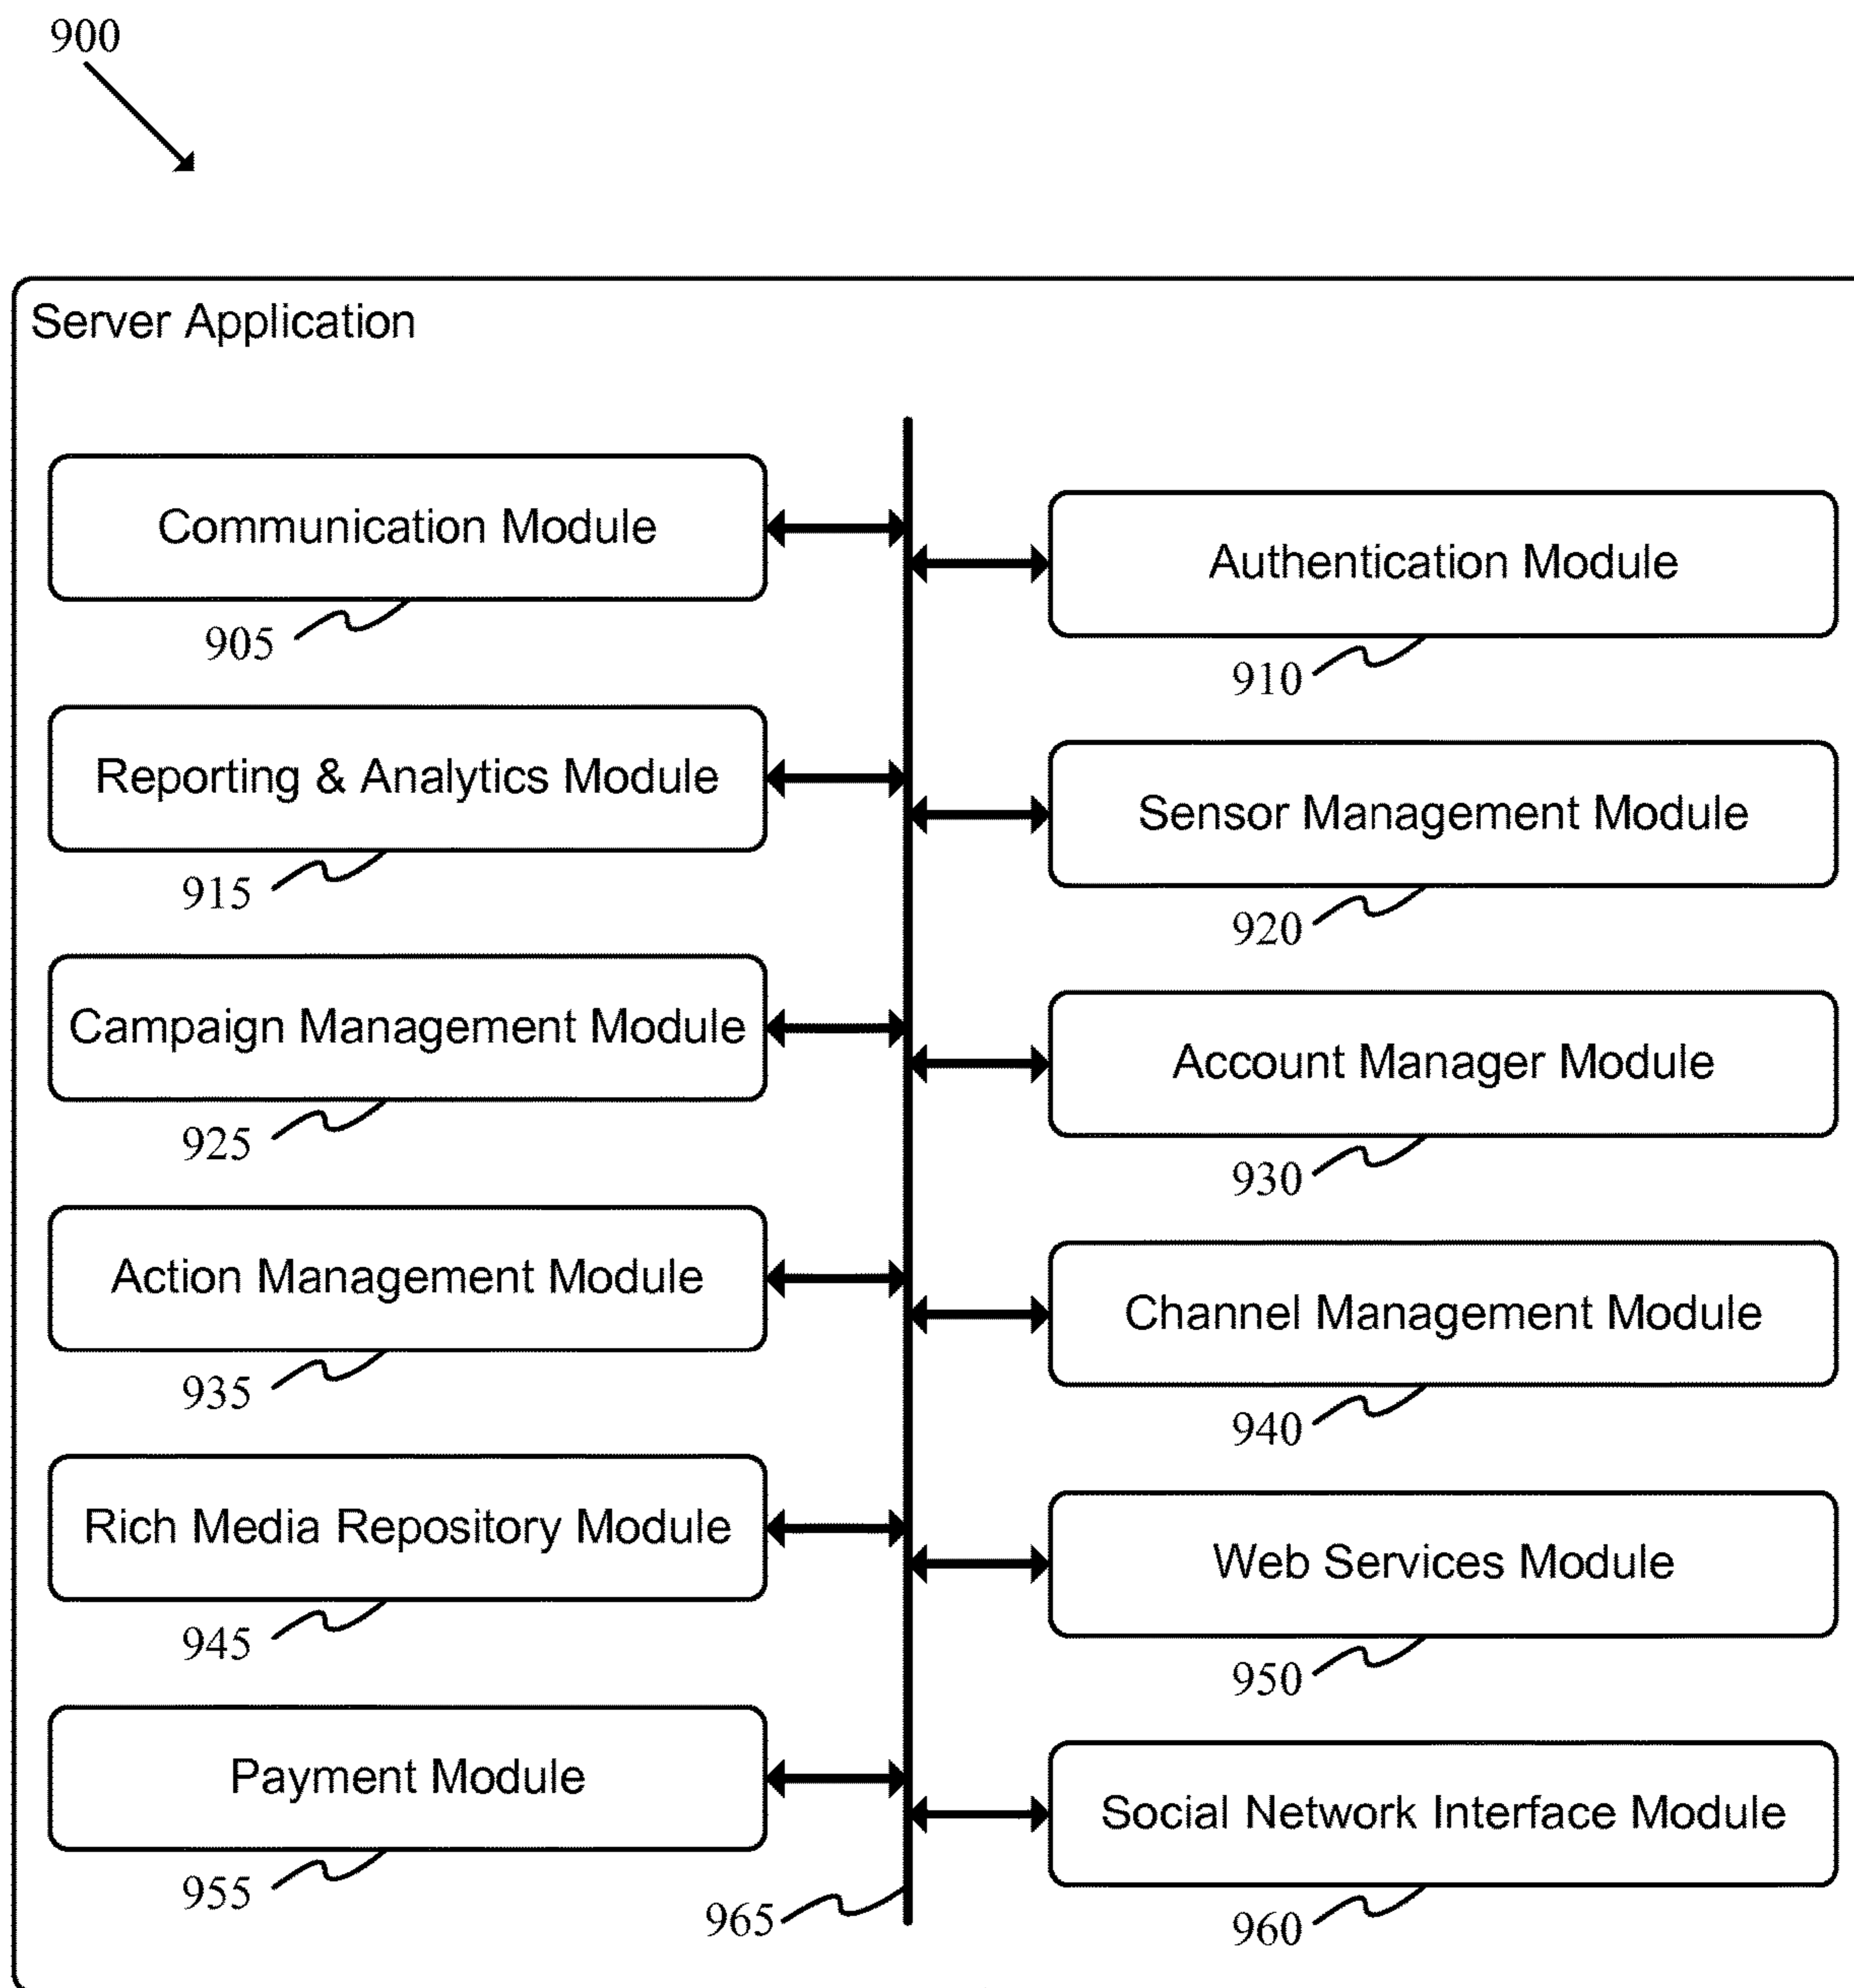 900
Server Application
Communication Module
905
Authentication Module
910
Reporting & Analytics Module
915
Sensor Management Module
920
Campaign Management Module
925
Account Manager Module
930
Action Management Module
935
Channel Management Module
940
Rich Media Repository Module
945
Web Services Module
950
Payment Module
955
Social Network Interface Module
960
965